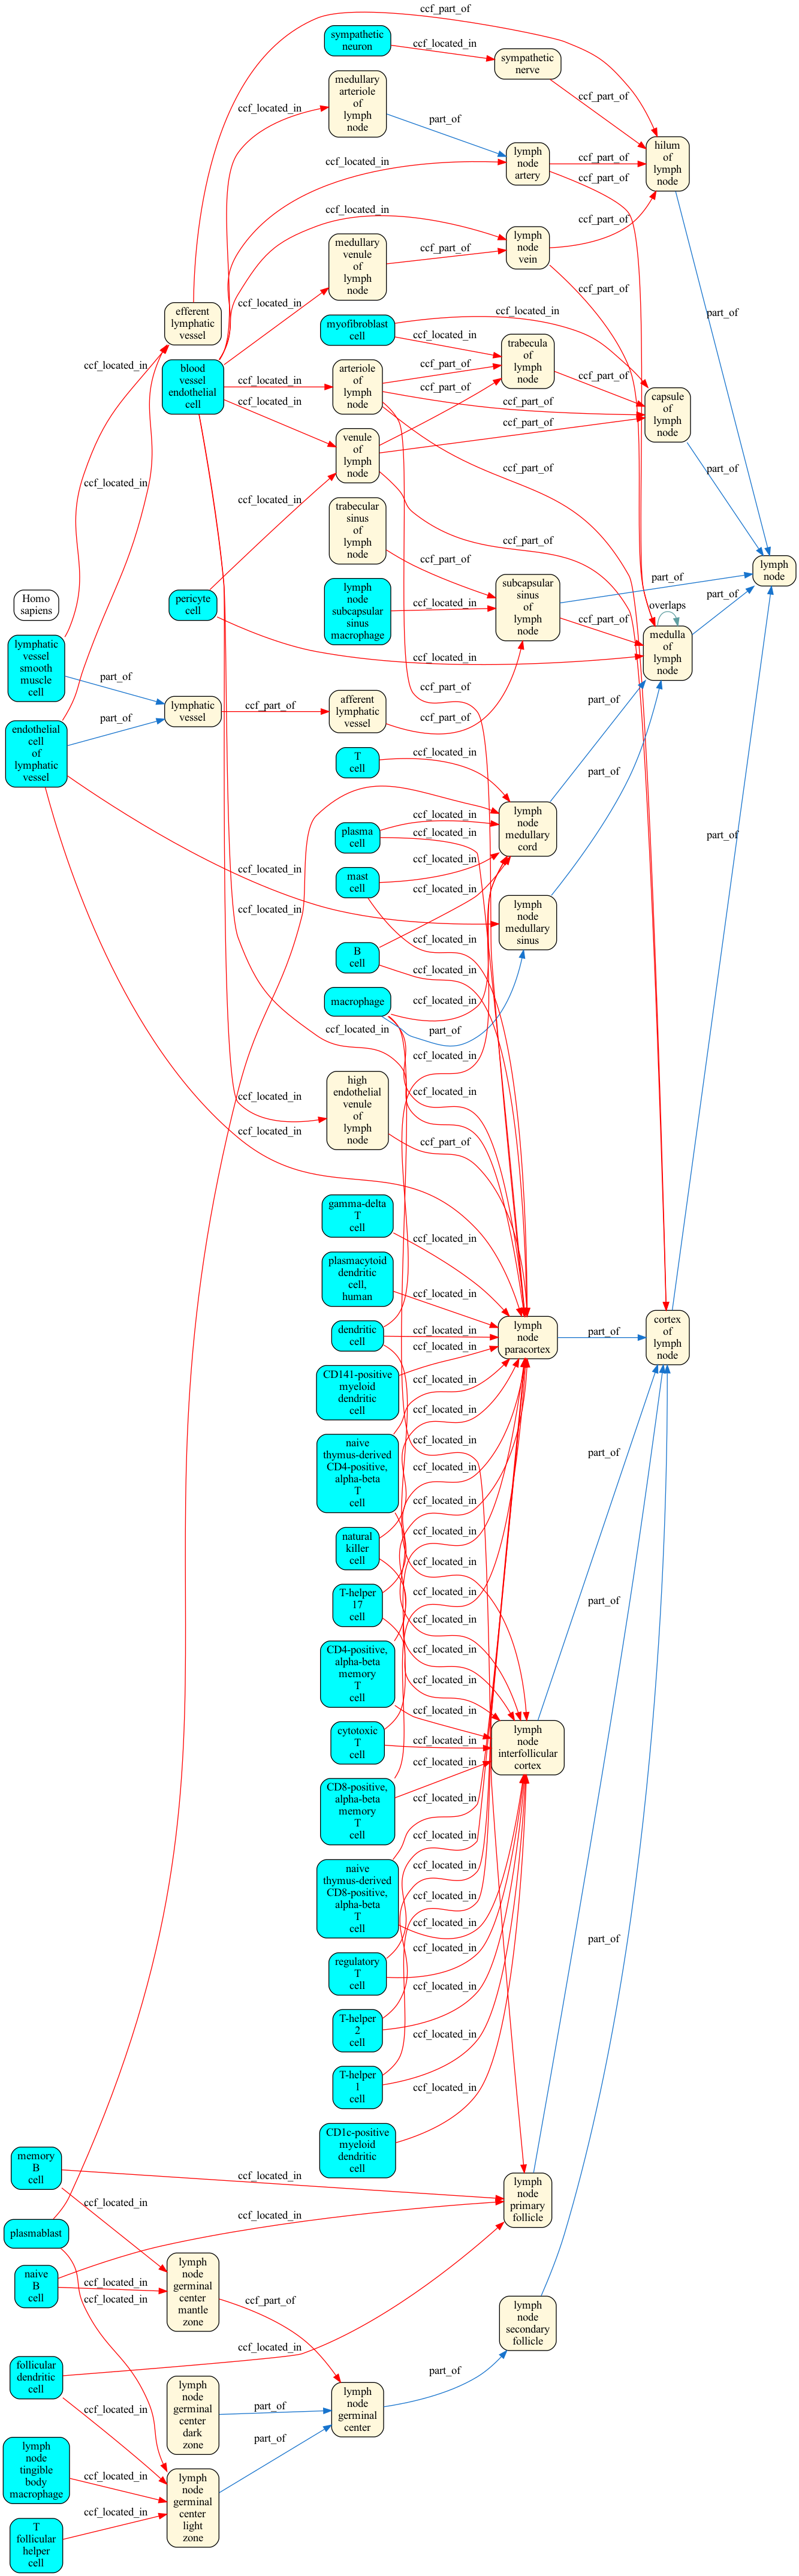 ccf_part_of
sympathetic
neuron
ccf_located_in
sympathetic
nerve
medullary
arteriole
of
lymph
node
ccf_located_in
ccf_part_of
part_of
lymph
node
artery
hilum
of
lymph
node
ccf_located_in
ccf_part_of
ccf_part_of
ccf_located_in
medullary
venule
of
lymph
node
ccf_part_of
lymph
node
vein
ccf_part_of
ccf_part_of
ccf_located_in
efferent
lymphatic
vessel
myofibroblast
cell
ccf_located_in
ccf_located_in
part_of
trabecula
of
lymph
node
ccf_located_in
blood
vessel
endothelial
cell
ccf_located_in
arteriole
of
lymph
node
ccf_part_of
ccf_part_of
ccf_part_of
capsule
of
lymph
node
ccf_located_in
ccf_part_of
ccf_part_of
venule
of
lymph
node
ccf_located_in
ccf_part_of
part_of
ccf_located_in
trabecular
sinus
of
lymph
node
ccf_part_of
ccf_part_of
lymph
node
Homo
sapiens
pericyte
cell
lymph
node
subcapsular
sinus
macrophage
ccf_located_in
subcapsular
sinus
of
lymph
node
part_of
part_of
overlaps
ccf_part_of
medulla
of
lymph
node
lymphatic
vessel
smooth
muscle
cell
part_of
ccf_located_in
ccf_part_of
part_of
lymphatic
vessel
ccf_part_of
afferent
lymphatic
vessel
ccf_part_of
part_of
part_of
endothelial
cell
of
lymphatic
vessel
T
cell
ccf_located_in
part_of
plasma
cell
ccf_located_in
ccf_located_in
lymph
node
medullary
cord
mast
cell
ccf_located_in
ccf_located_in
ccf_located_in
ccf_located_in
lymph
node
medullary
sinus
B
cell
ccf_located_in
ccf_located_in
ccf_located_in
macrophage
ccf_located_in
part_of
ccf_located_in
ccf_located_in
high
endothelial
venule
of
lymph
node
ccf_located_in
ccf_located_in
ccf_located_in
ccf_part_of
gamma-delta
T
cell
ccf_located_in
plasmacytoid
dendritic
cell,
human
ccf_located_in
dendritic
cell
ccf_located_in
lymph
node
paracortex
part_of
cortex
of
lymph
node
ccf_located_in
CD141-positive
myeloid
dendritic
cell
ccf_located_in
naive
thymus-derived
CD4-positive,
alpha-beta
T
cell
ccf_located_in
ccf_located_in
part_of
ccf_located_in
natural
killer
cell
ccf_located_in
ccf_located_in
T-helper
17
cell
ccf_located_in
part_of
ccf_located_in
ccf_located_in
CD4-positive,
alpha-beta
memory
T
cell
ccf_located_in
ccf_located_in
cytotoxic
T
cell
ccf_located_in
lymph
node
interfollicular
cortex
CD8-positive,
alpha-beta
memory
T
cell
ccf_located_in
ccf_located_in
ccf_located_in
naive
thymus-derived
CD8-positive,
alpha-beta
T
cell
ccf_located_in
ccf_located_in
ccf_located_in
part_of
regulatory
T
cell
ccf_located_in
ccf_located_in
T-helper
2
cell
ccf_located_in
T-helper
1
cell
ccf_located_in
CD1c-positive
myeloid
dendritic
cell
memory
B
cell
ccf_located_in
ccf_located_in
lymph
node
primary
follicle
plasmablast
ccf_located_in
naive
B
cell
ccf_located_in
ccf_located_in
lymph
node
germinal
center
mantle
zone
ccf_part_of
lymph
node
secondary
follicle
follicular
dendritic
cell
ccf_located_in
part_of
ccf_located_in
lymph
node
germinal
center
dark
zone
part_of
lymph
node
germinal
center
part_of
lymph
node
tingible
body
macrophage
ccf_located_in
ccf_located_in
lymph
node
germinal
center
light
zone
T
follicular
helper
cell